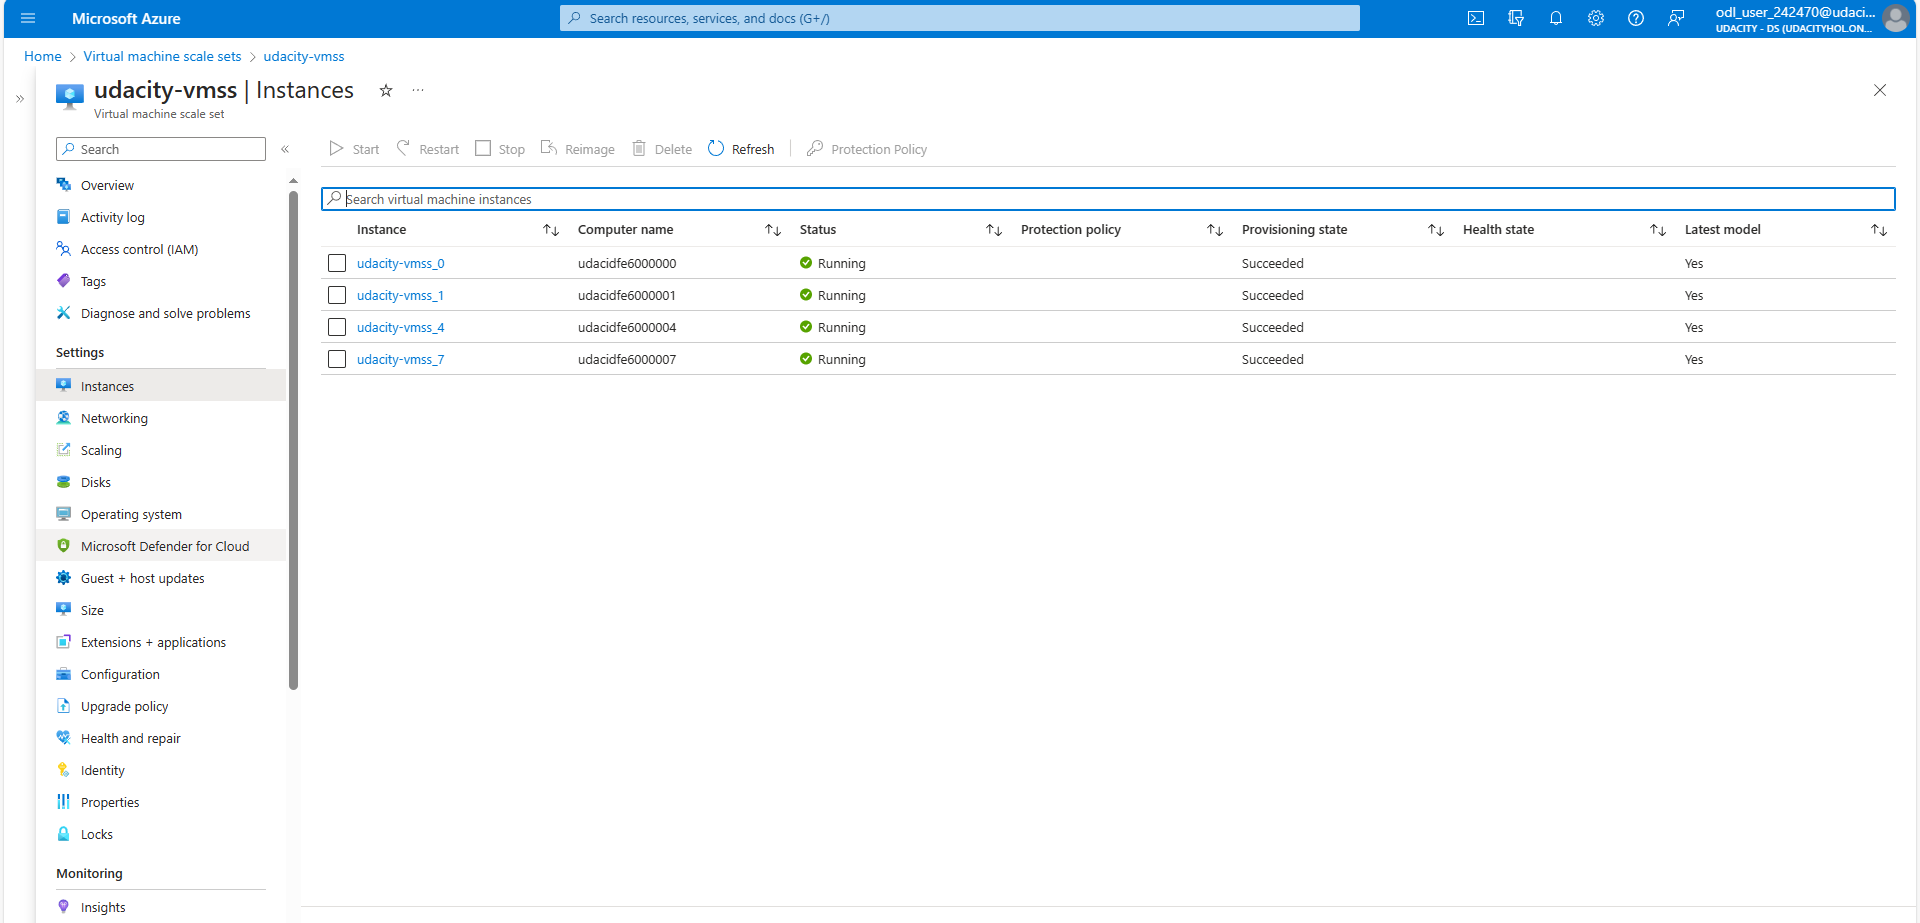 Microsoft Azure
Search resources, services, and docs (G+/)
odl_user_242470@udaci...
UDACITY - DS (UDACITYHOL.ON...
Home > Virtual machine scale sets > udacity-vmss
udacity-vmss | Instances
Virtual machine scale set
Search
Start Restart Stop Reimage Delete Refresh Protection Policy
Overview
Activity log
Access control (IAM)
Tags
Diagnose and solve problems
Settings
Instances
Networking
Scaling
Disks
Operating system
Microsoft Defender for Cloud
Guest + host updates
Size
Extensions + applications
Configuration
Upgrade policy
Health and repair
Identity
Properties
Locks
Monitoring
Insights
Search virtual machine instances
Instance Computer name Status Protection policy Provisioning state Health state Latest model
udacity-vmss_0 udacidfe6000000 Running Succeeded Yes
udacity-vmss_1 udacidfe6000001 Running Succeeded Yes
udacity-vmss_4 udacidfe6000004 Running Succeeded Yes
udacity-vmss_7 udacidfe6000007 Running Succeeded Yes